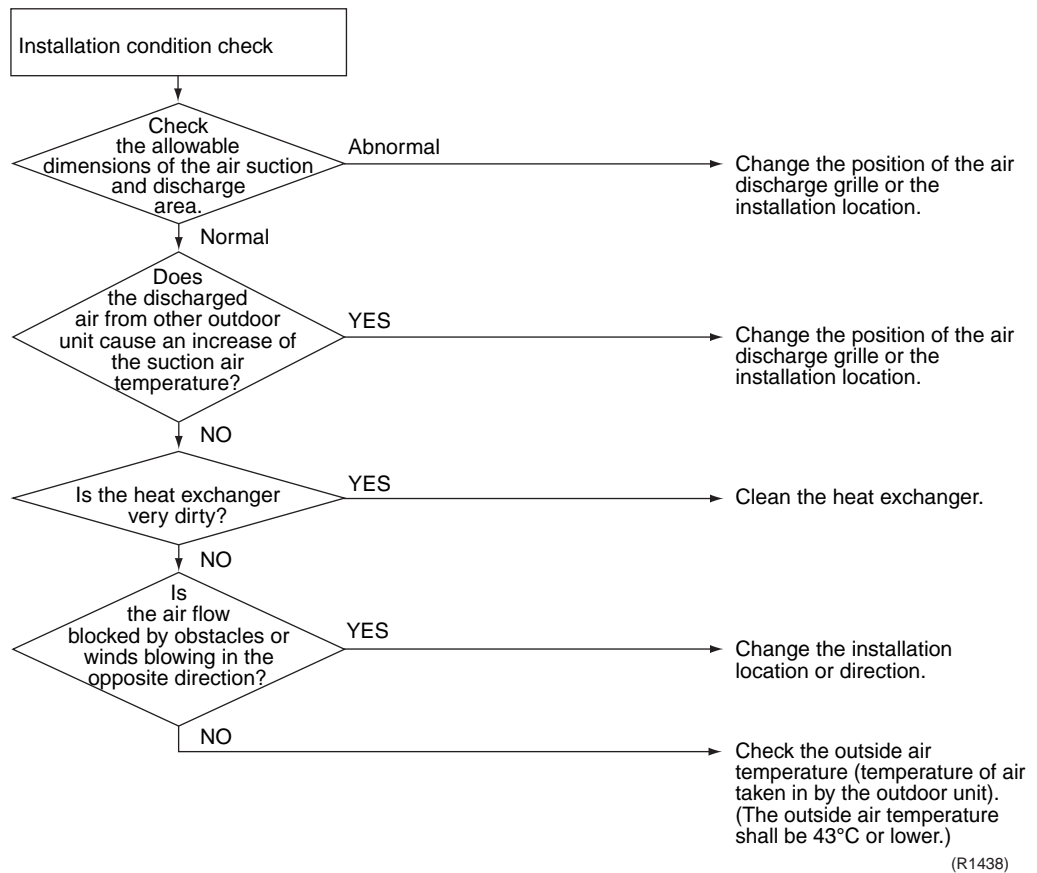 Installation condition check
Check
the allowable
dimensions of the air suction
and discharge
area.
Abnormal
Change the position of the air
discharge grille or the
installation location.
Normal
Does
the discharged
air from other outdoor
unit cause an increase of
the suction air
temperature?
YES
Change the position of the air
discharge grille or the
installation location.
NO
Is the heat exchanger
very dirty?
YES
Clean the heat exchanger.
NO
Is
the air flow
blocked by obstacles or
winds blowing in the
opposite direction?
YES
Change the installation
location or direction.
NO
Check the outside air
temperature (temperature of air
taken in by the outdoor unit).
(The outside air temperature
shall be 43°C or lower.)
(R1438)